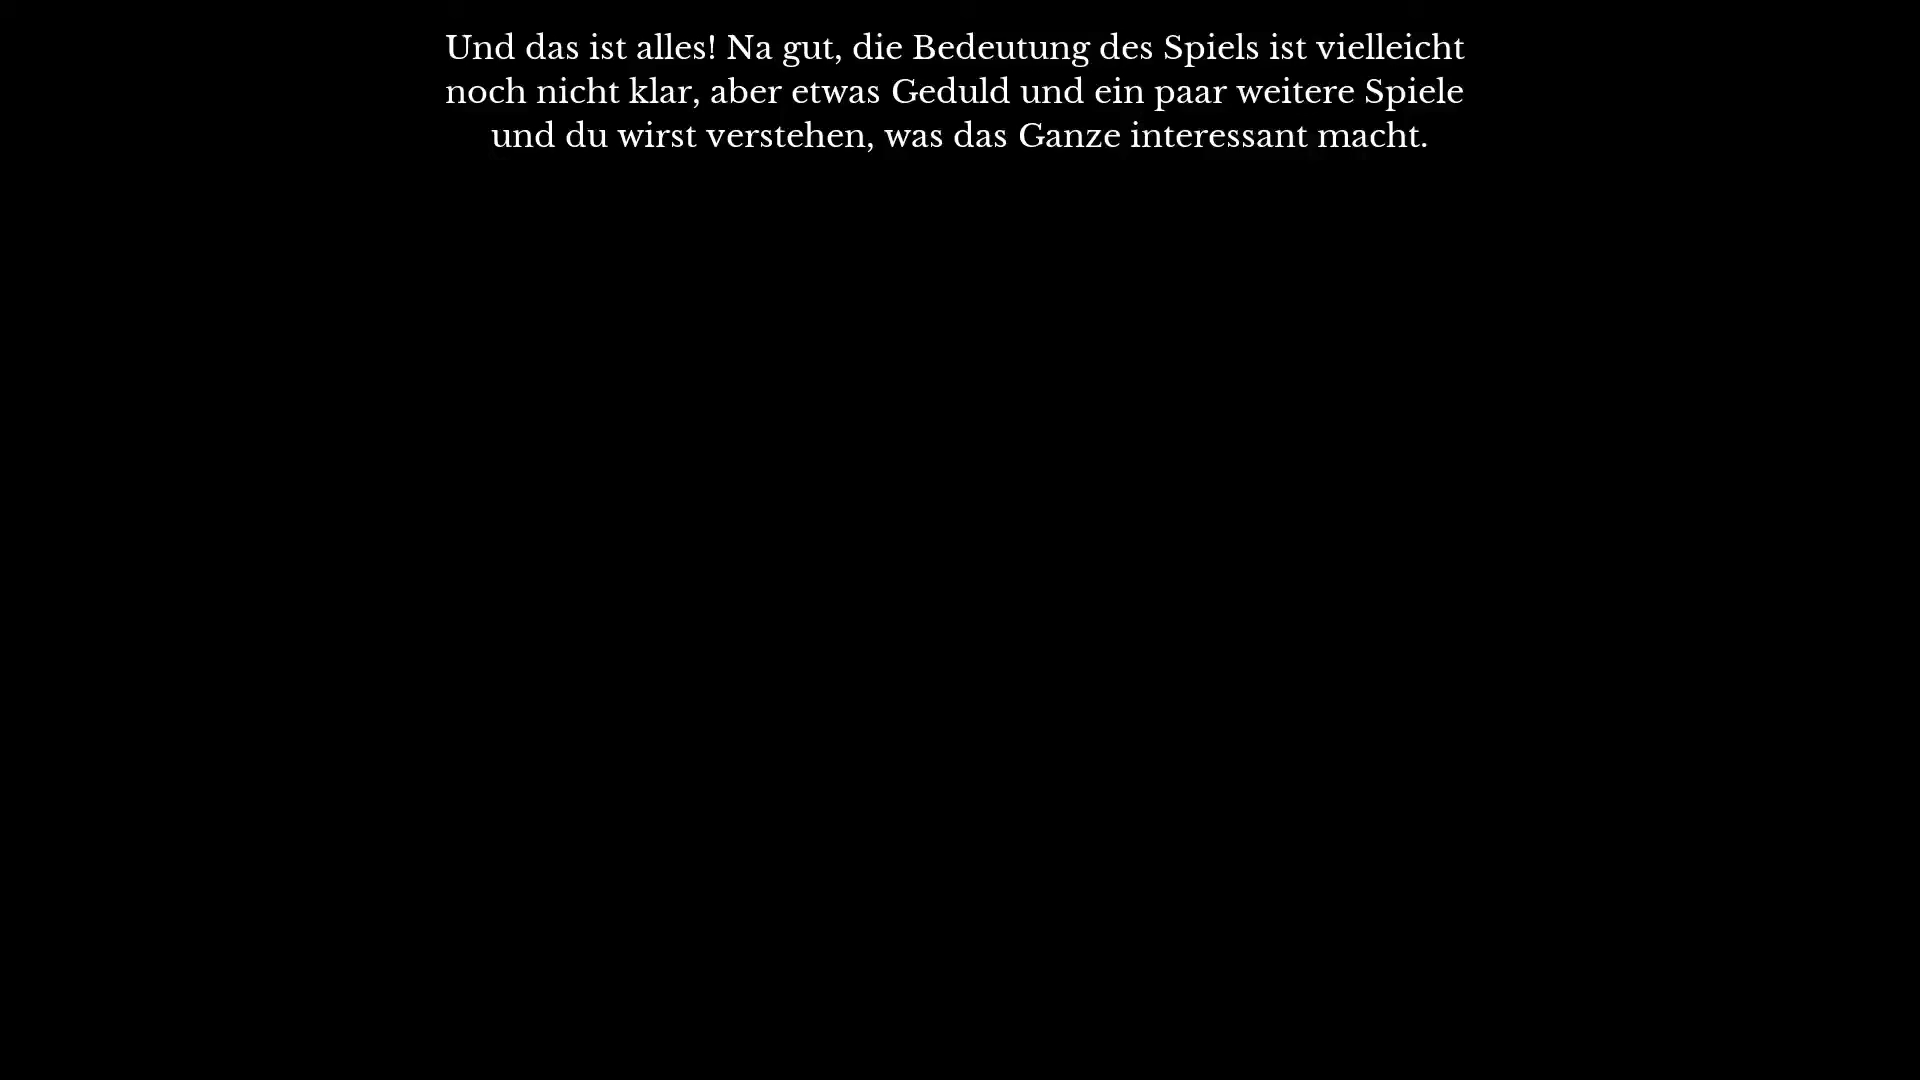 Und das ist alles! Na gut, die Bedeutung des Spiels ist vielleicht
noch nicht klar, aber etwas Geduld und ein paar weitere Spiele
und du wirst verstehen, was das Ganze interessant macht.